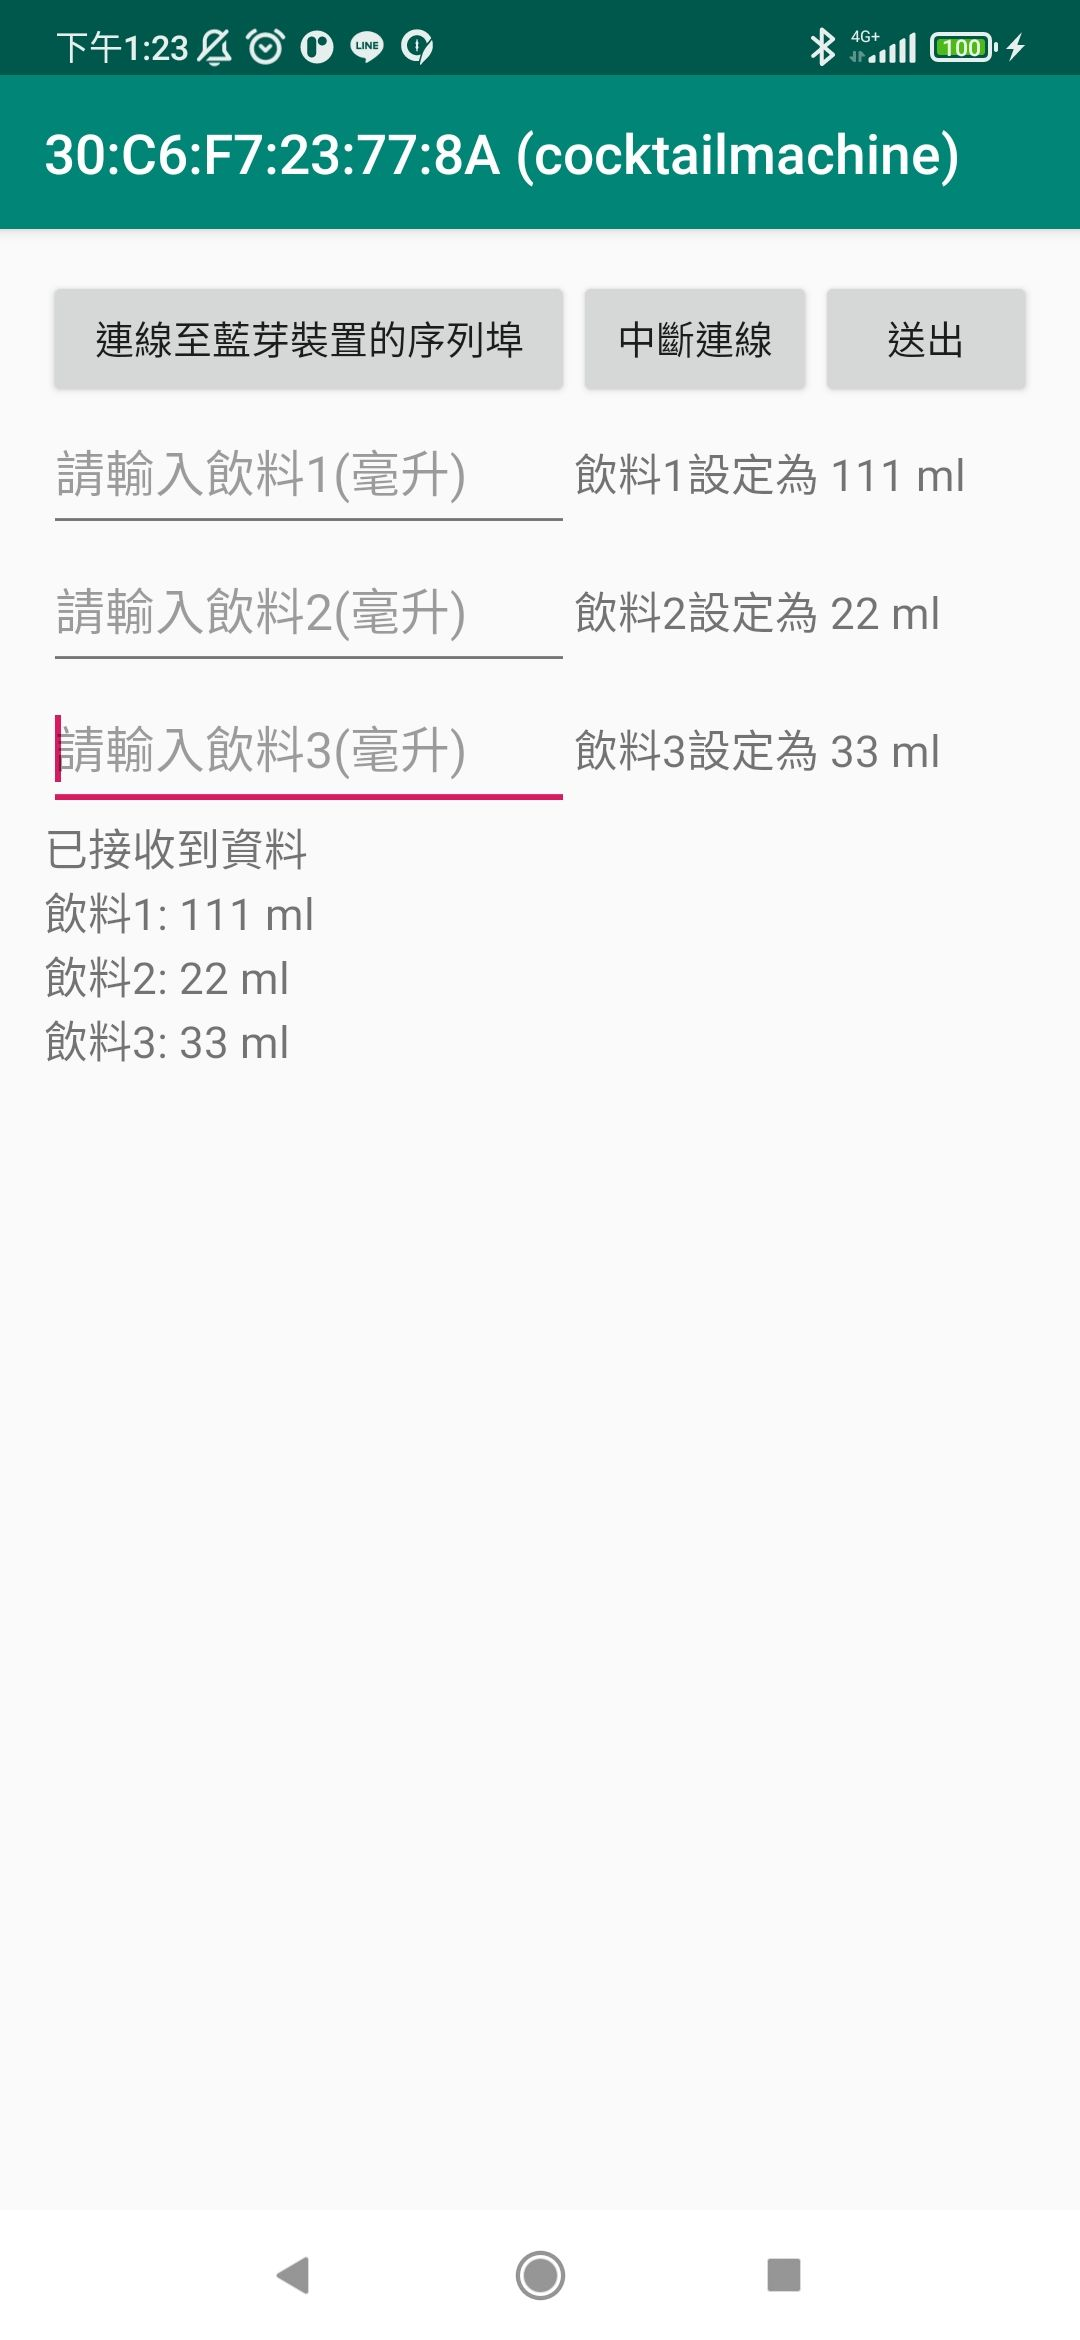 下午1:23 LINE 4G+ 100
30:C6:F7:23:77:8A (cocktailmachine)
連線至藍芽裝置的序列埠 中斷連線 送出
請輸入飲料1(毫升) 飲料1設定為 111 ml
請輸入飲料2(毫升) 飲料2設定為 22 ml
請輸入飲料3(毫升) 飲料3設定為 33 ml
已接收到資料
飲料1: 111 ml
飲料2: 22 ml
飲料3: 33 ml